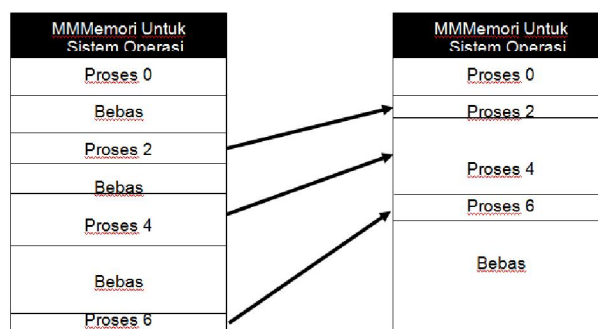 MMMemori Untuk
Sistem Operasi
Proses 0
Bebas
Proses 2
Bebas
Proses 4
Bebas
Proses 6
MMMemori Untuk
Sistem Operasi
Proses 0
Proses 2
Proses 4
Proses 6
Bebas